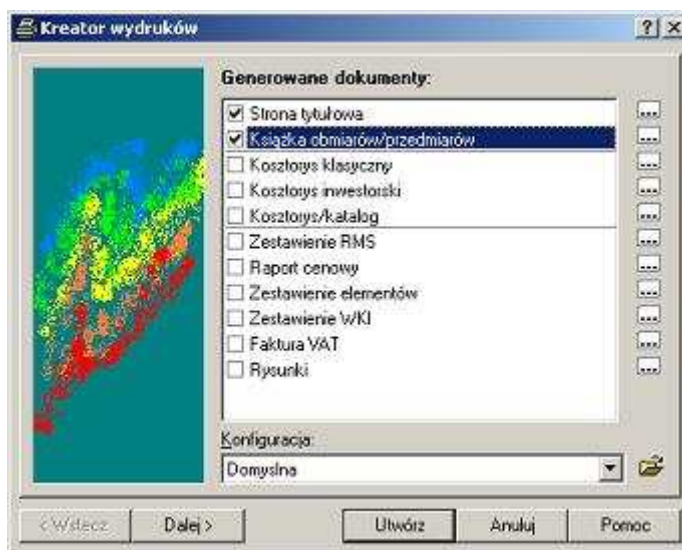 Kreator wydruków
Generowane dokumenty:
Strona tytułowa
Książka obmiarów/przedmiarów
Kosztorys klasyczny
Kosztorys inwestorski
Kosztorys/katalog
Zestawienie RMS
Raport cenowy
Zestawienie elementów
Zestawienie WKI
Faktura VAT
Rysunki
Konfiguracja:
Domyslna
< Wstecz Dalej > Utwórz Anuluj Pomoc